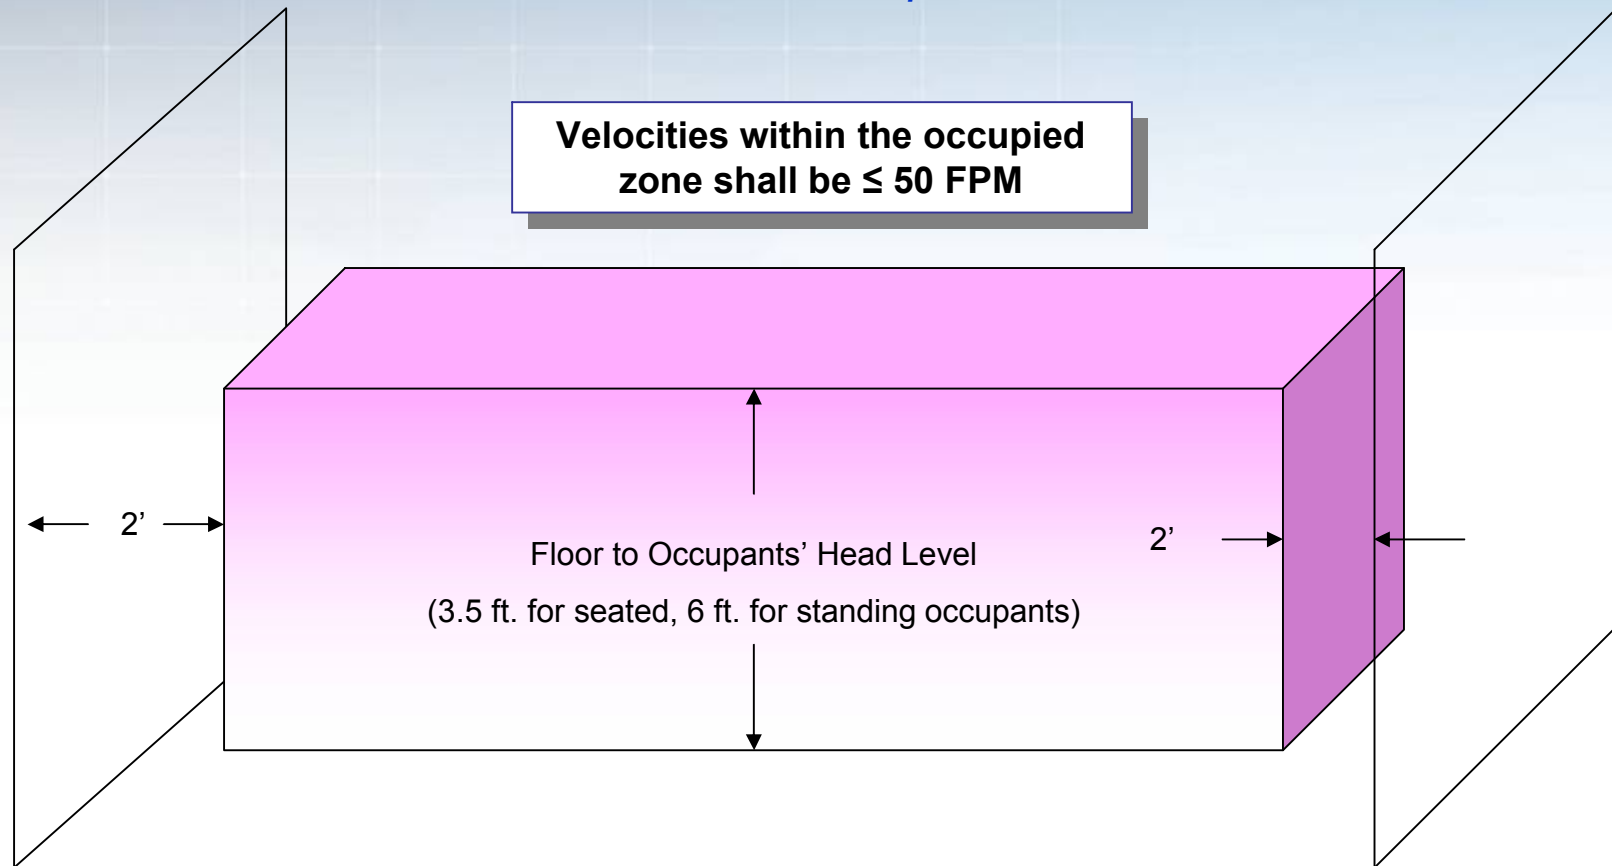 Velocities within the occupied
zone shall be ≤ 50 FPM
2’
2’
Floor to Occupants’ Head Level
(3.5 ft. for seated, 6 ft. for standing occupants)